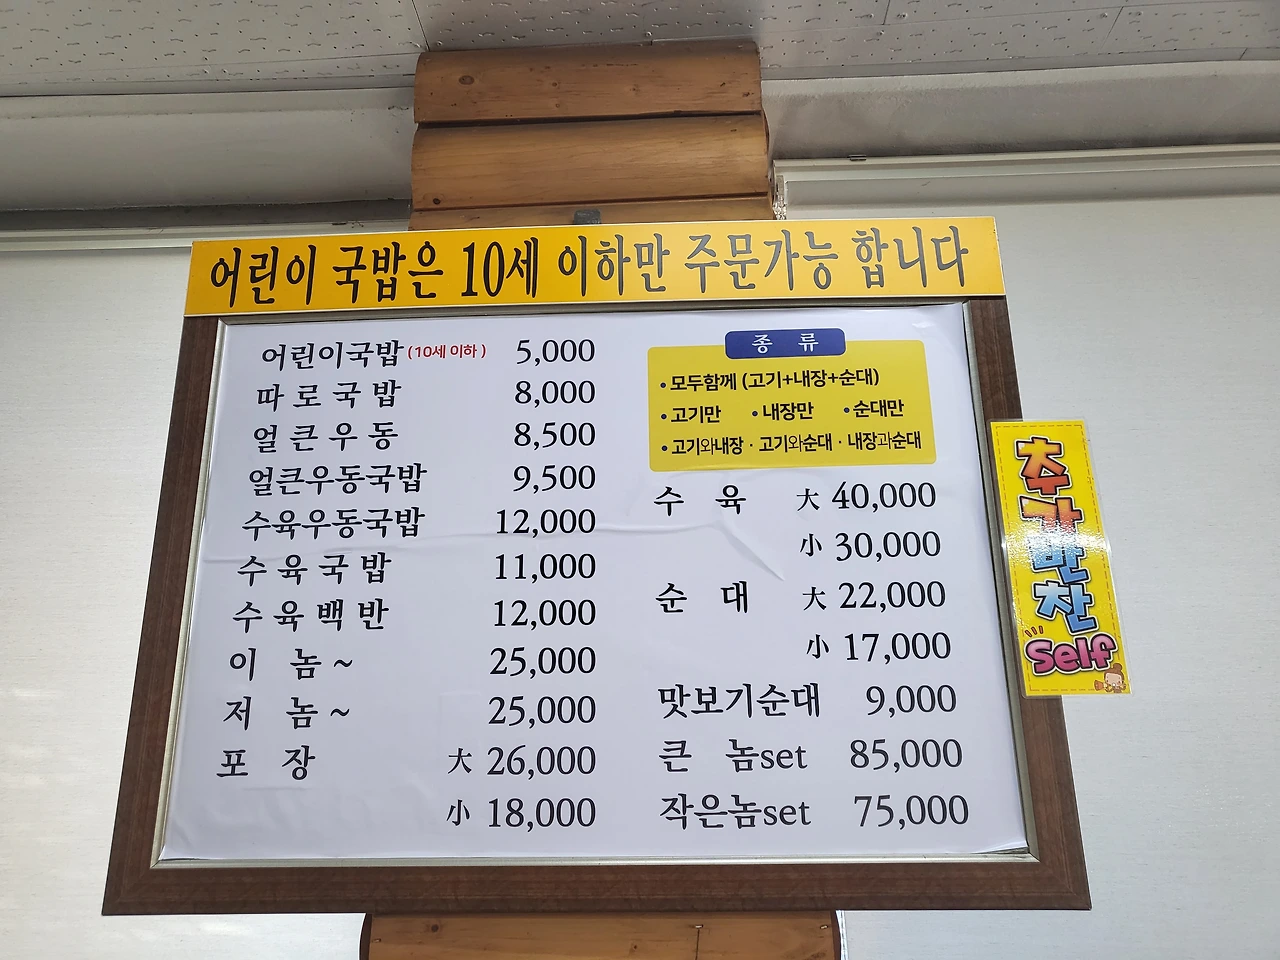 어린이 국밥은 10세 이하만 주문가능 합니다
어린이국밥 (10세 이하) 5,000
따로국밥 8,000
얼큰우동 8,500
얼큰우동국밥 9,500
수육우동국밥 12,000
수육국밥 11,000
수육백반 12,000
이 놈~ 25,000
저 놈~ 25,000
포 장 大 26,000
小 18,000
종 류
• 모두함께 (고기+내장+순대)
• 고기만 • 내장만 • 순대만
• 고기와내장 · 고기와순대 · 내장과순대
수 육 大 40,000
小 30,000
순 대 大 22,000
小 17,000
맛보기순대 9,000
큰 놈set 85,000
작은놈set 75,000
추가반찬
Self